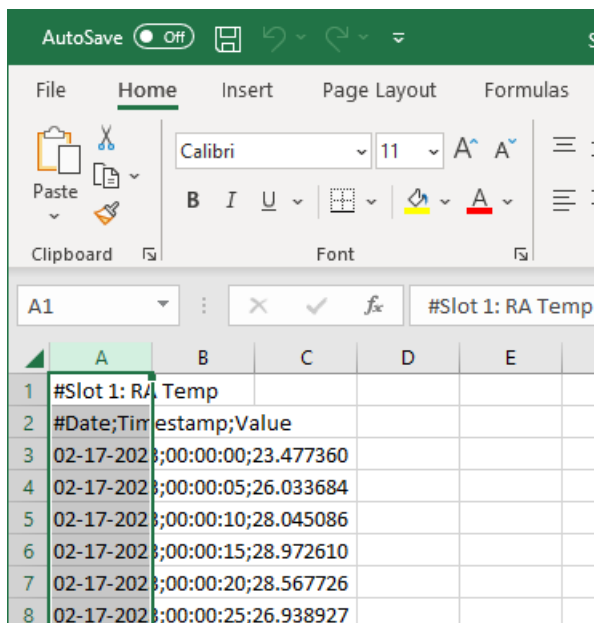 AutoSave Off S
File Home Insert Page Layout Formulas
Calibri 11 A A
Paste B I U A
Clipboard Font
A1 fx #Slot 1: RA Temp
A B C D E
1 #Slot 1: RA Temp
2 #Date;Timestamp;Value
3 02-17-2023;00:00:00;23.477360
4 02-17-2023;00:00:05;26.033684
5 02-17-2023;00:00:10;28.045086
6 02-17-2023;00:00:15;28.972610
7 02-17-2023;00:00:20;28.567726
8 02-17-2023;00:00:25;26.938927